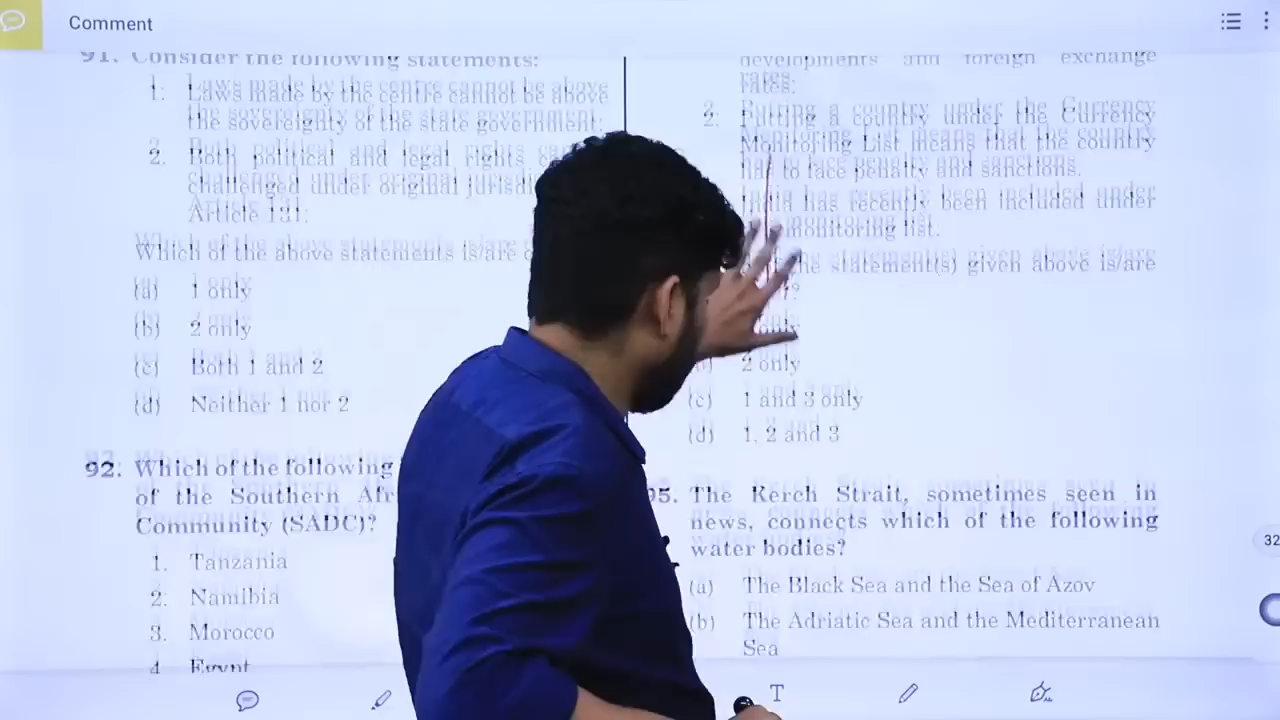 Comment
91. Consider the following statements:
1. Laws made by the centre cannot be above
the sovereignty of the state government.
2. Both political and legal rights
challenged under original
Article 131.
Which of the above statements is/are
(a) 1 only
(b) 2 only
(c) Both 1 and 2
(d) Neither 1 nor 2
92. Which of the following
of the Southern
Community (SADC)?
1. Tanzania
2. Namibia
3. Morocco
4 Egypt
developments and foreign exchange
rates.
2. Putting a country under the Currency
Monitoring List means that the country
has to face penalty and sanctions.
India has recently been included under
monitoring list.
the statement(s) given above is/are
2 only
(c) 1 and 3 only
(d) 1, 2 and 3
95. The Kerch Strait, sometimes seen in
news, connects which of the following
water bodies?
(a) The Black Sea and the Sea of Azov
(b) The Adriatic Sea and the Mediterranean
Sea
32
T